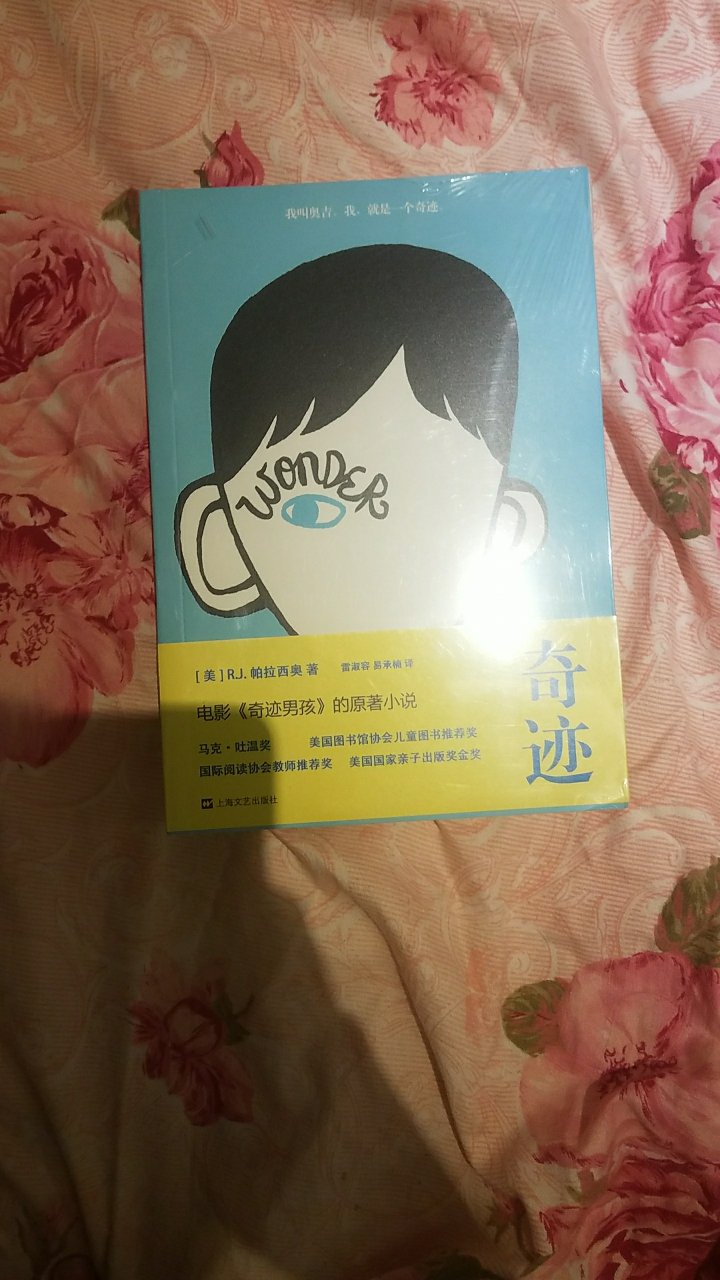 我叫奥吉。我，就是一个奇迹。
WONDER
[美] R.J. 帕拉西奥 著 雷淑容 易承楠 译
电影《奇迹男孩》的原著小说
马克·吐温奖 美国图书馆协会儿童图书推荐奖
国际阅读协会教师推荐奖 美国国家亲子出版奖金奖
上海文艺出版社
奇迹